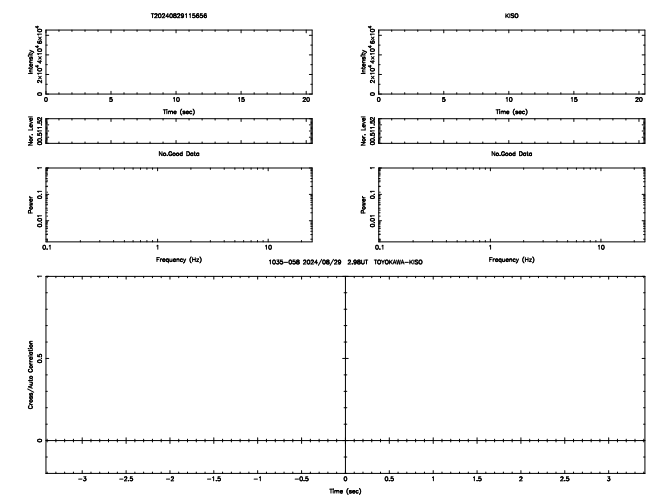 T20240829115656 KISO
Intensity 0 2×10⁴ 4×10⁴ 6×10⁴ Intensity 0 2×10⁴ 4×10⁴ 6×10⁴
0 5 10 15 20 0 5 10 15 20
Time (sec) Time (sec)
Nor. Level 00.511.52 Nor. Level 00.511.52
No.Good Data No.Good Data
Power 0.01 0.1 1 Power 0.01 0.1 1
0.1 1 10 0.1 1 10
Frequency (Hz) Frequency (Hz)
1035-058 2024/08/29 2.98UT TOYOKAWA-KISO
Cross/Auto Correlation 0 0.5 1
-3 -2.5 -2 -1.5 -1 -0.5 0 0.5 1 1.5 2 2.5 3
Time (sec)